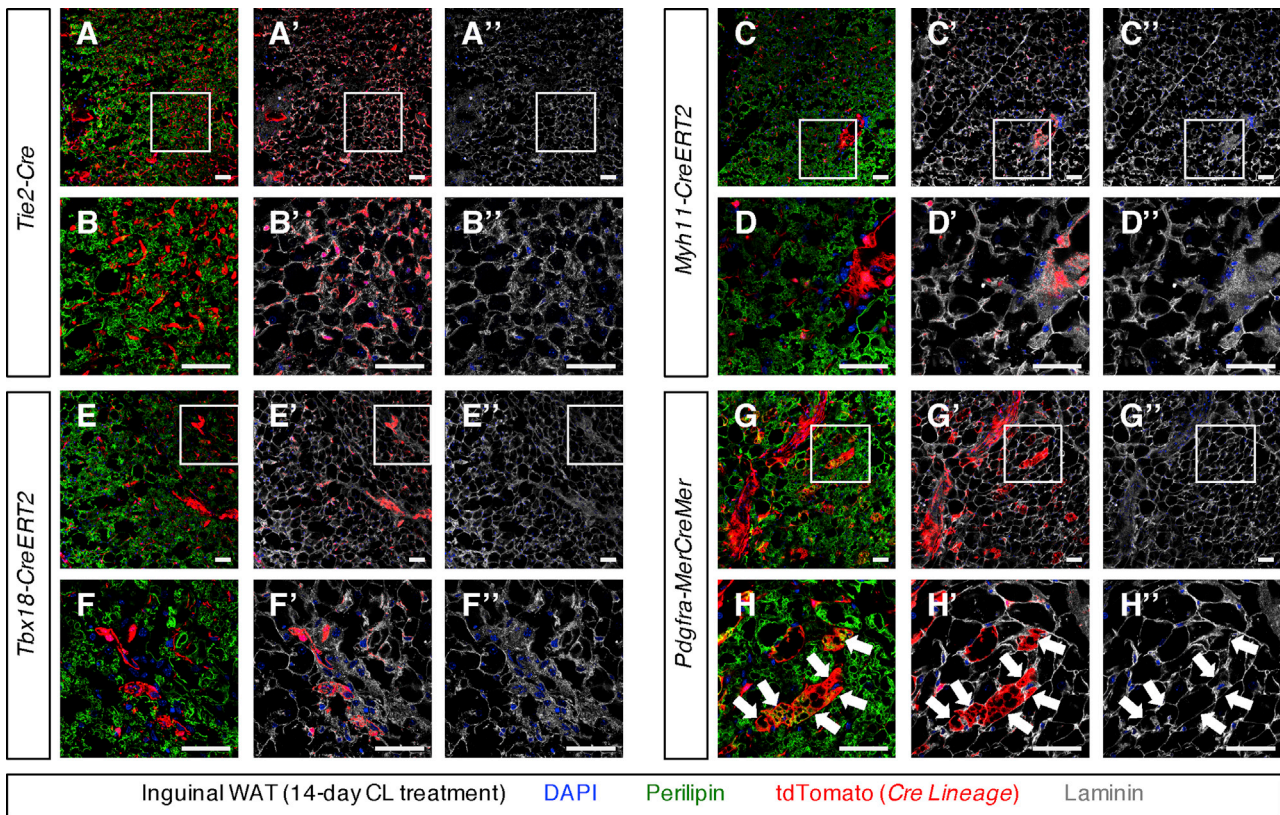 Tie2-Cre
A A' A''
B B' B''
Myh11-CreERT2
C C' C''
D D' D''
Tbx18-CreERT2
E E' E''
F F' F''
Pdgfra-MerCreMer
G G' G''
H H' H''
Inguinal WAT (14-day CL treatment) DAPI Perilipin tdTomato (Cre Lineage) Laminin